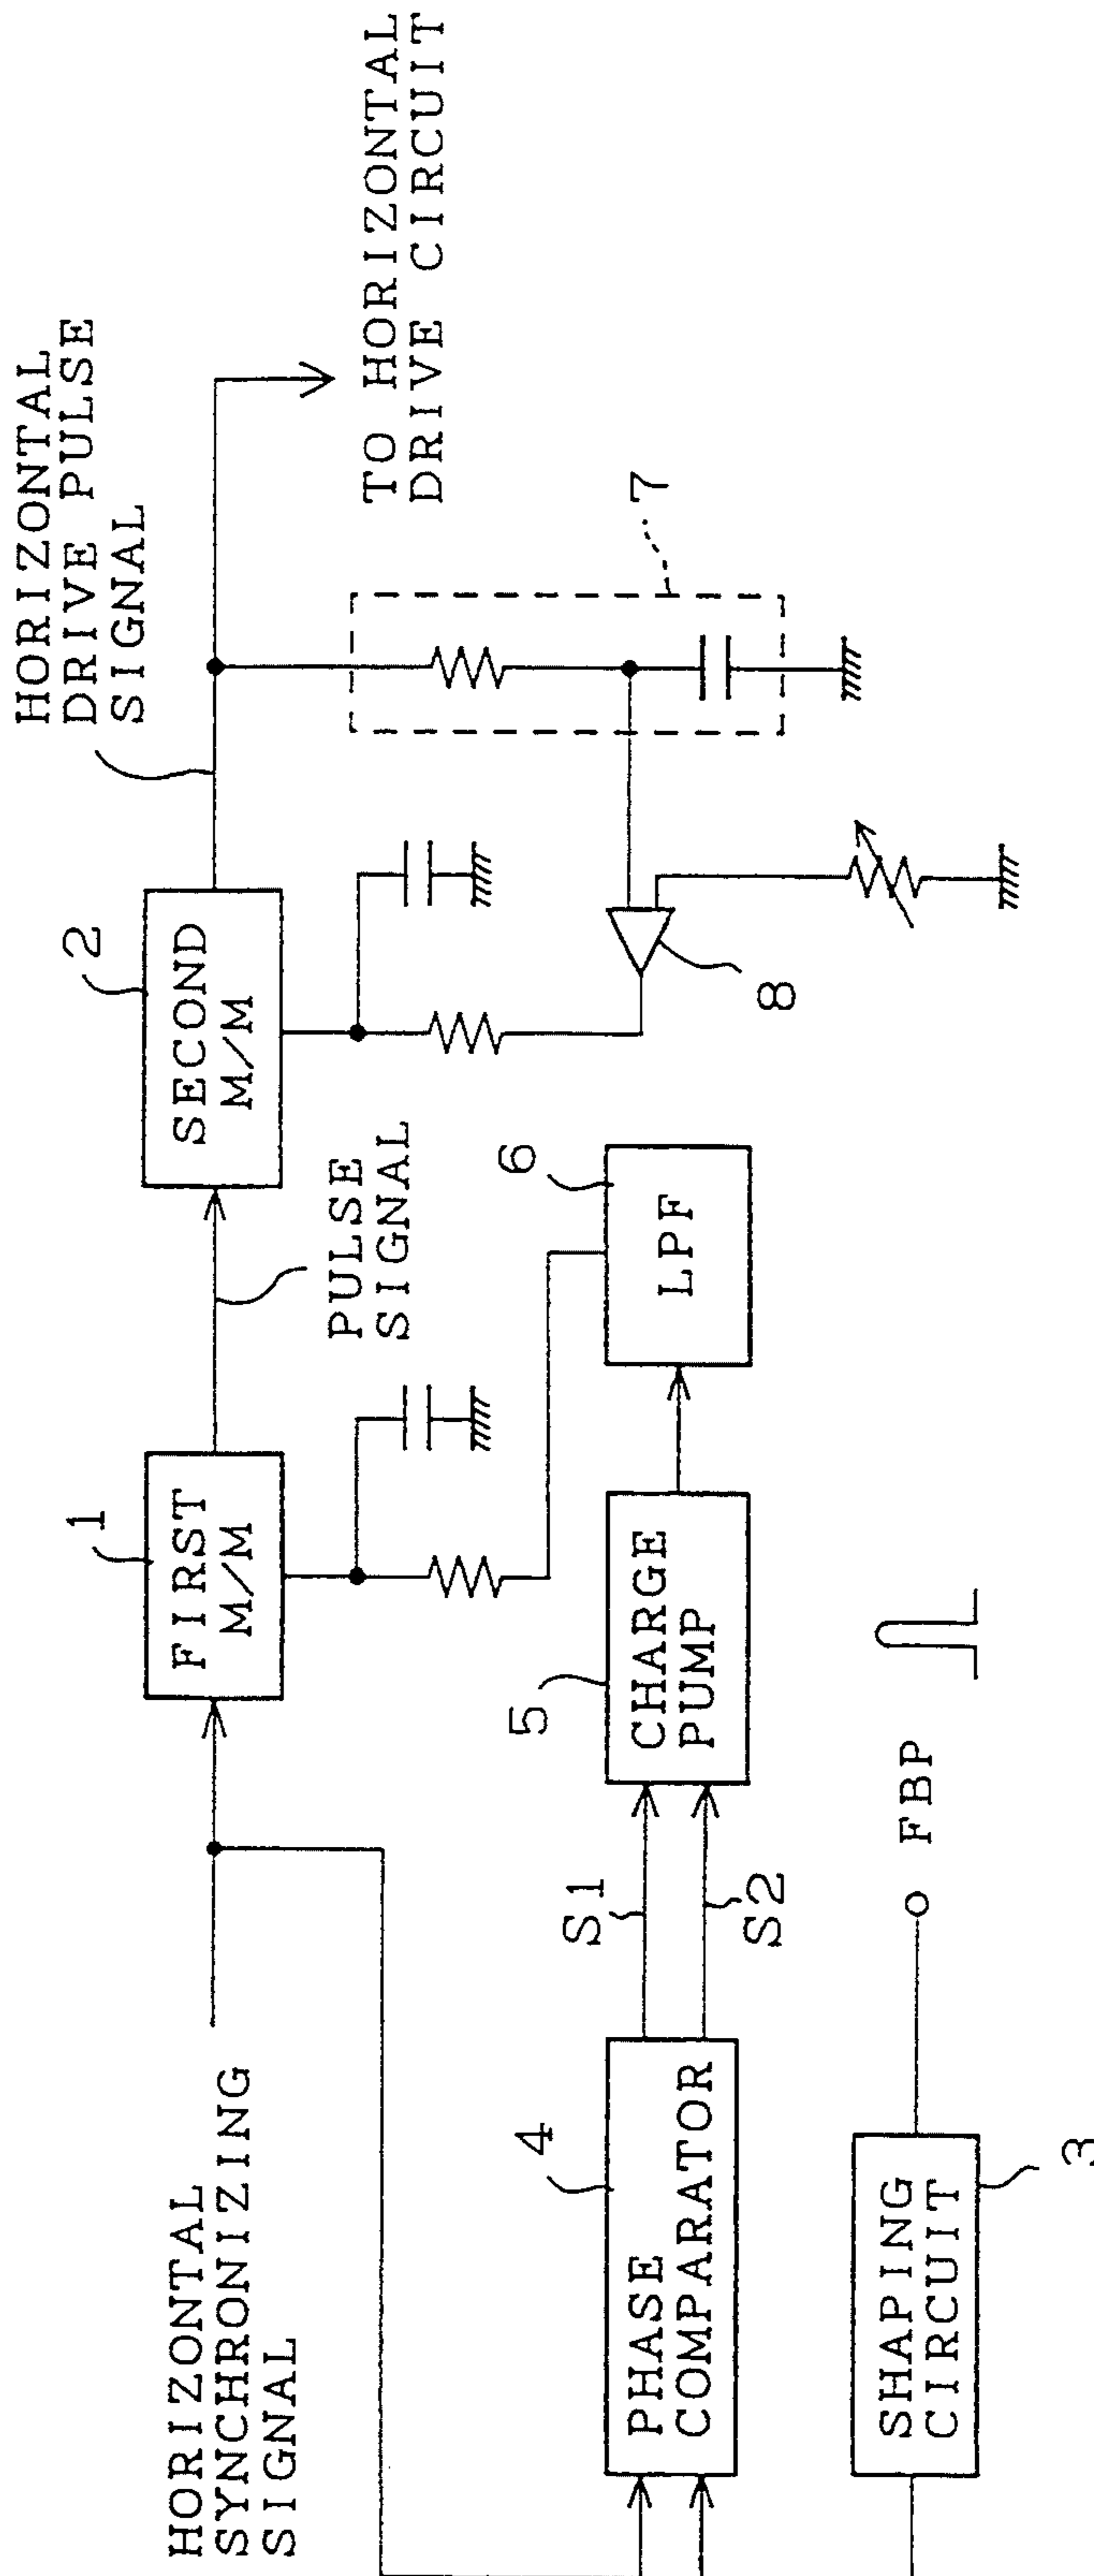 HORIZONTAL
DRIVE PULSE
SIGNAL
TO HORIZONTAL
DRIVE CIRCUIT
1
FIRST
M/M
2
SECOND
M/M
PULSE
SIGNAL
HORIZONTAL
SYNCHRONIZING
SIGNAL
7
8
4
PHASE
COMPARATOR
S1
S2
5
CHARGE
PUMP
6
LPF
SHAPING
CIRCUIT
3
FBP